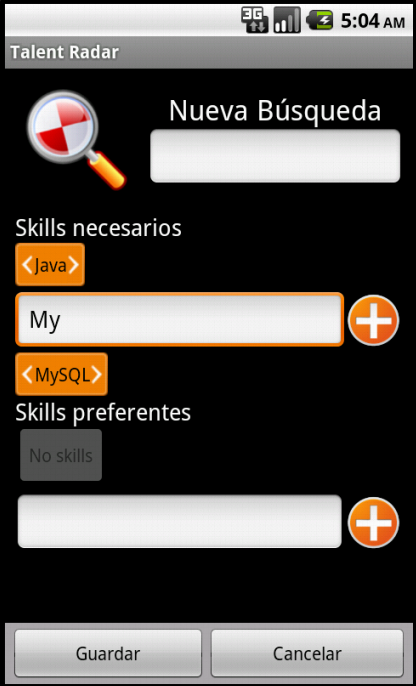 3G 5:04 AM
Talent Radar
Nueva Búsqueda
Skills necesarios
Java
My
MySQL
Skills preferentes
No skills
Guardar Cancelar